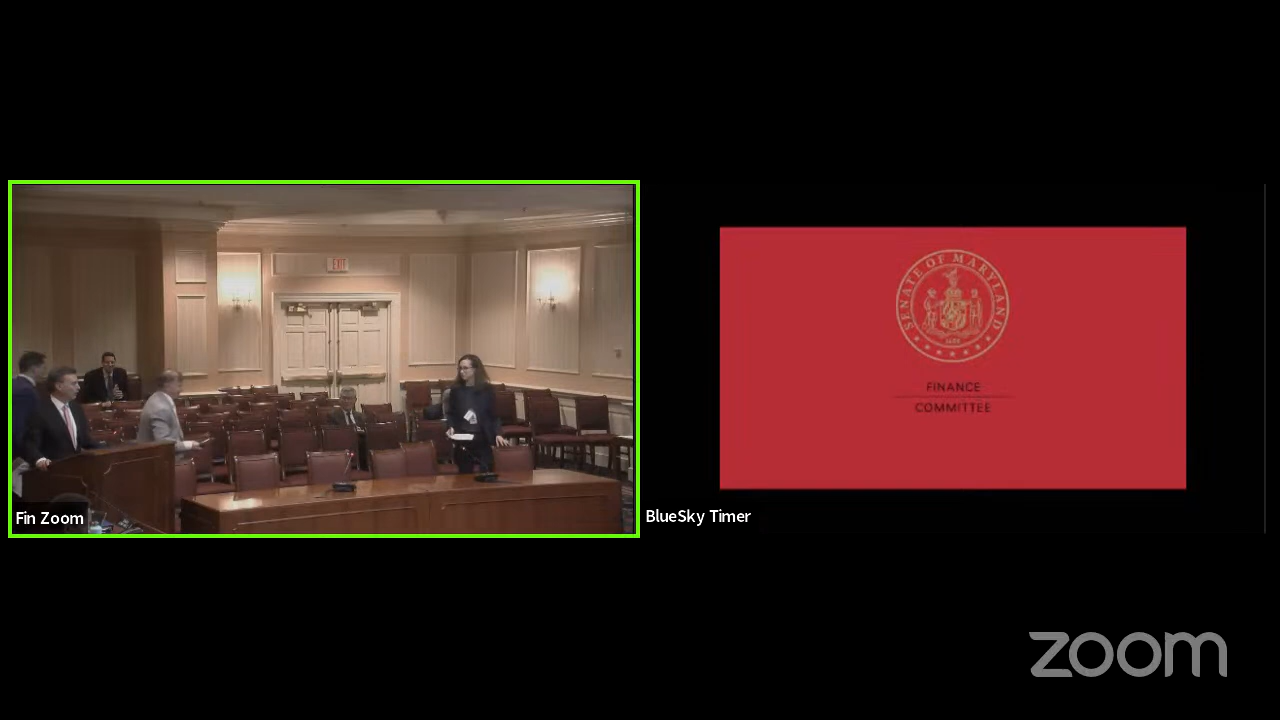 EXIT
Fin Zoom
SENATE OF MARYLAND
FINANCE
COMMITTEE
BlueSky Timer
zoom